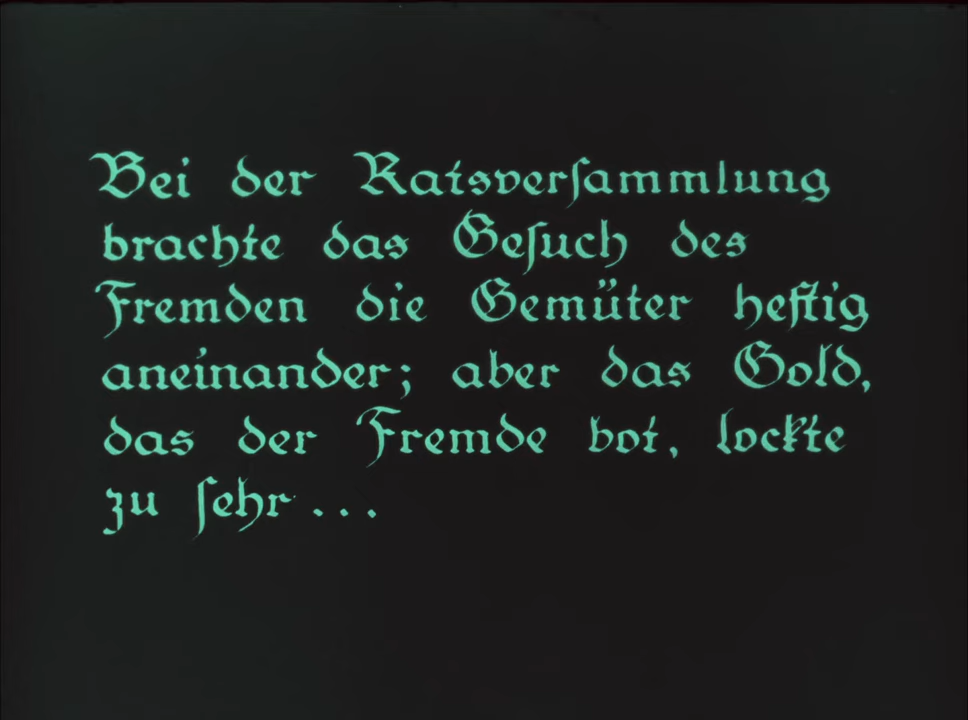 Bei der Ratsverſammlung
brachte das Geſuch des
Fremden die Gemüter heftig
aneinander; aber das Gold,
das der Fremde bot, lockte
zu ſehr...